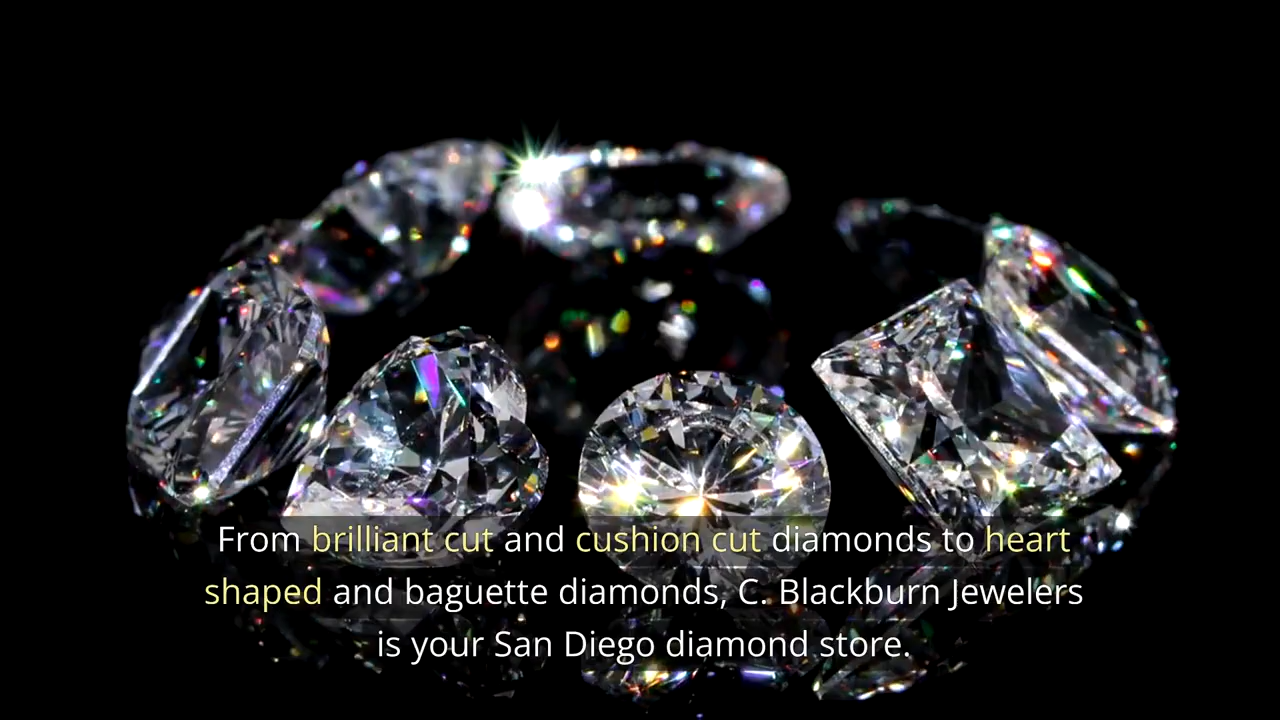 From brilliant cut and cushion cut diamonds to heart
shaped and baguette diamonds, C. Blackburn Jewelers
is your San Diego diamond store.